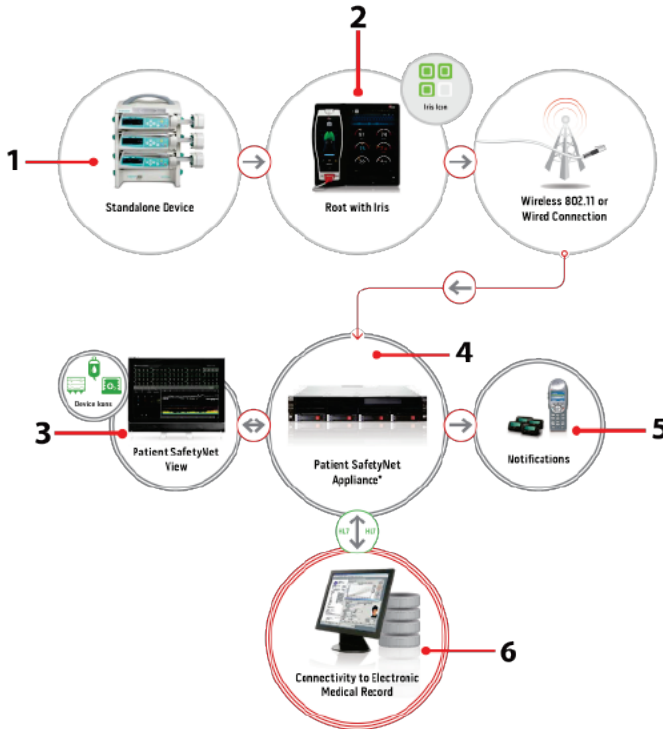 2
Iris Icon
1
Standalone Device
Root with Iris
Wireless 802.11 or
Wired Connection
4
Device Icons
3
5
Patient SafetyNet
View
Patient SafetyNet
Appliance*
Notifications
HL7
HL7
6
Connectivity to Electronic
Medical Record